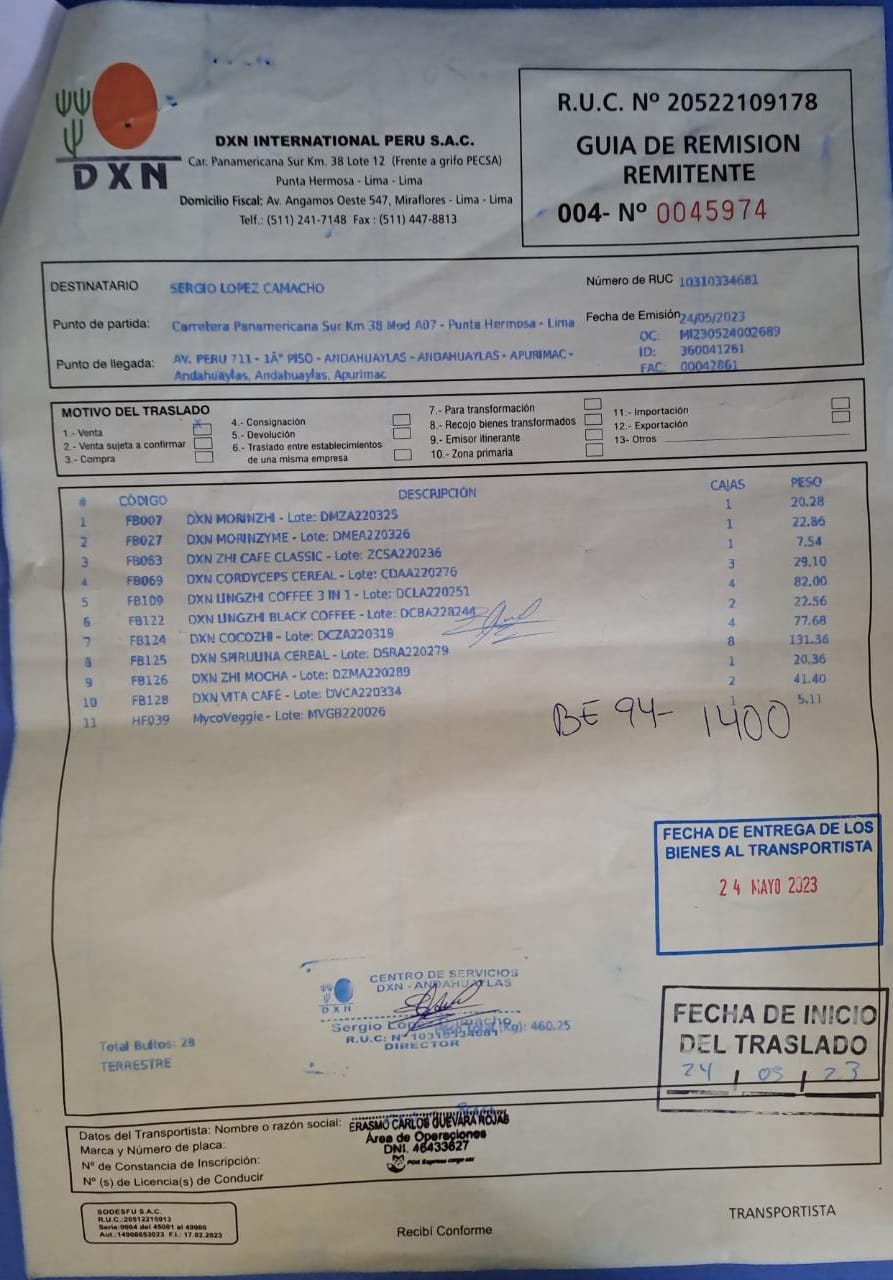 DXN
DXN INTERNATIONAL PERU S.A.C.
Car. Panamericana Sur Km. 38 Lote 12 (Frente a grifo PECSA)
Punta Hermosa - Lima - Lima
Domicilio Fiscal: Av. Angamos Oeste 547, Miraflores - Lima - Lima
Telf.: (511) 241-7148 Fax : (511) 447-8813
R.U.C. Nº 20522109178
GUIA DE REMISION
REMITENTE
004- Nº 0045974
DESTINATARIO SERGIO LOPEZ CAMACHO
Número de RUC 10310334681
Punto de partida: Carretera Panamericana Sur Km 38 Mod A07 - Punta Hermosa - Lima
Fecha de Emisión 24/05/2023
OC: MI230524002689
Punto de llegada: AV. PERU 711 - 1Âº PISO - ANDAHUAYLAS - ANDAHUAYLAS - APURIMAC -
Andahuaylas, Andahuaylas, Apurimac
ID: 360041261
FAC: 00042861
MOTIVO DEL TRASLADO
1.- Venta X
2.- Venta sujeta a confirmar
3.- Compra
4.- Consignación
5.- Devolución
6.- Traslado entre establecimientos
de una misma empresa
7.- Para transformación
8.- Recojo bienes transformados
9.- Emisor itinerante
10.- Zona primaria
11.- Importación
12.- Exportación
13- Otros
# CÓDIGO DESCRIPCIÓN CAJAS PESO
1 FB007 DXN MORINZHI - Lote: DMZA220325 1 20.28
2 FB027 DXN MORINZYME - Lote: DMEA220326 1 22.86
3 FB063 DXN ZHI CAFE CLASSIC - Lote: ZCSA220236 1 7.54
4 FB069 DXN CORDYCEPS CEREAL - Lote: CDAA220276 3 29.10
5 FB109 DXN LINGZHI COFFEE 3 IN 1 - Lote: DCLA220251 4 82.00
6 FB122 DXN LINGZHI BLACK COFFEE - Lote: DCBA228244 2 22.56
7 FB124 DXN COCOZHI - Lote: DCZA220319 4 77.68
8 FB125 DXN SPIRULINA CEREAL - Lote: DSRA220279 8 131.36
9 FB126 DXN ZHI MOCHA - Lote: DZMA220289 1 20.36
10 FB128 DXN VITA CAFÉ - Lote: DVCA220334 2 41.40
11 HF039 MycoVeggie - Lote: MVGB220026 1 5.11
BE 94- 1400
FECHA DE ENTREGA DE LOS
BIENES AL TRANSPORTISTA
24 MAYO 2023
CENTRO DE SERVICIOS
DXN - ANDAHUAYLAS
DXN
Sergio
(Kg): 460.25
R.U.C: Nº
DIRECTOR
Total Bultos: 28
TERRESTRE
FECHA DE INICIO
DEL TRASLADO
24 / 05 / 23
Datos del Transportista: Nombre o razón social: ERASMO CARLOS GUEVARA ROJAS
Marca y Número de placa: Área de Operaciones
DNI. 46433627
Nº de Constancia de Inscripción:
Nº (s) de Licencia(s) de Conducir
SODESFU S.A.C.
R.U.C.:20512215913
Serie:0004 del 45001 al 49000
Aut.:14906653023 F.I.: 17.02.2023
Recibí Conforme
TRANSPORTISTA